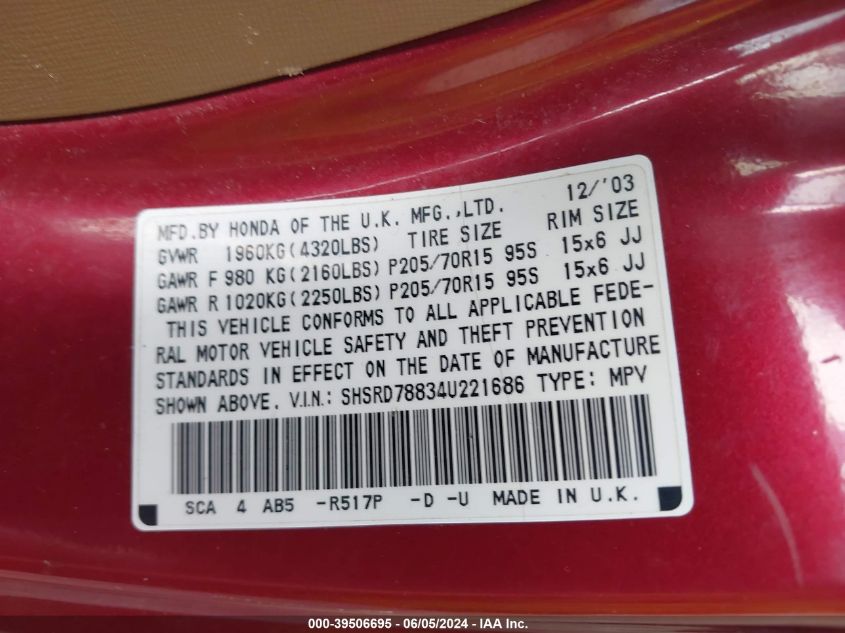 12/'03
MFD.BY HONDA OF THE U.K. MFG.,LTD.
GVWR 1960KG(4320LBS) TIRE SIZE RIM SIZE
GAWR F 980 KG(2160LBS) P205/70R15 95S 15x6 JJ
GAWR R 1020KG(2250LBS) P205/70R15 95S 15x6 JJ
THIS VEHICLE CONFORMS TO ALL APPLICABLE FEDE-
RAL MOTOR VEHICLE SAFETY AND THEFT PREVENTION
STANDARDS IN EFFECT ON THE DATE OF MANUFACTURE
SHOWN ABOVE. V.I.N.: SHSRD78834U221686 TYPE: MPV
SCA 4 AB5 -R517P -D -U MADE IN U.K.
000-39506695 - 06/05/2024 - IAA Inc.